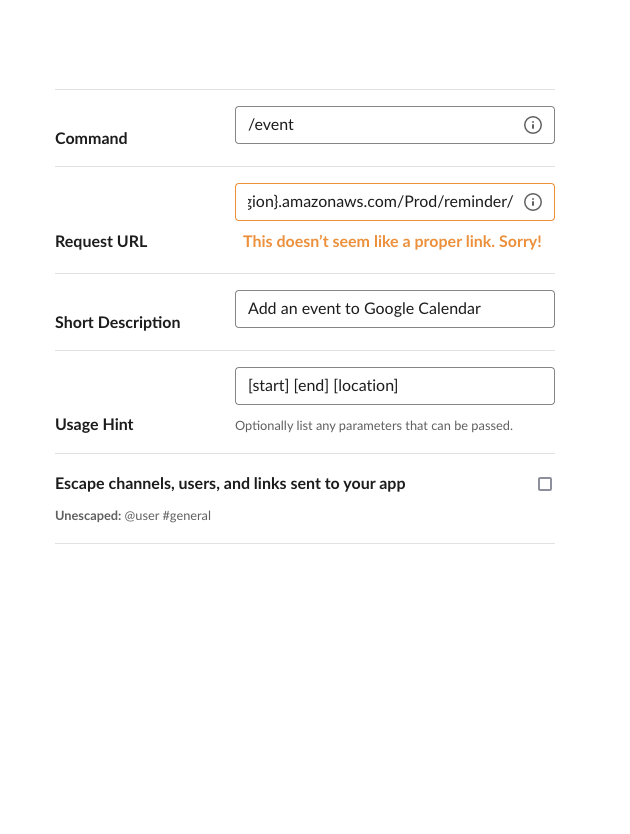 /event
Command
gion}.amazonaws.com/Prod/reminder/
Request URL
This doesn't seem like a proper link. Sorry!
Add an event to Google Calendar
Short Description
[start] [end] [location]
Usage Hint
Optionally list any parameters that can be passed.
Escape channels, users, and links sent to your app
Unescaped: @user #general